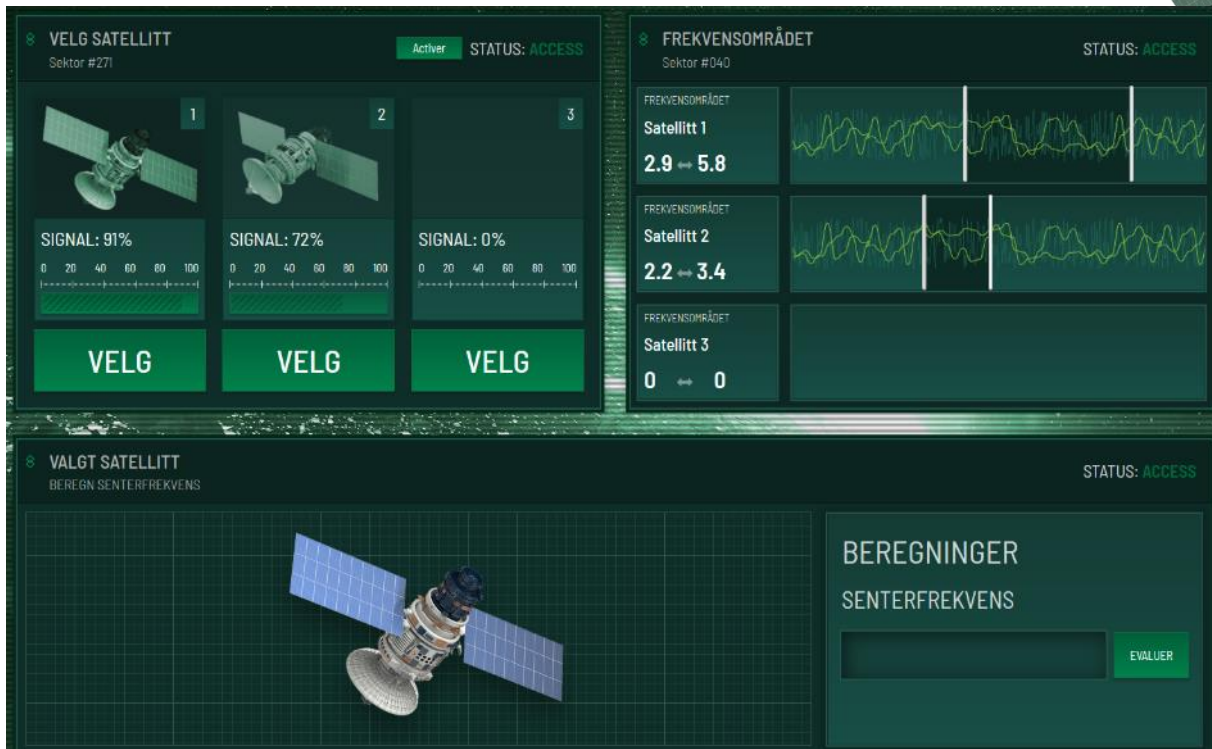 VELG SATELLITT
Sektor #271
Activer
STATUS: ACCESS
1
2
3
SIGNAL: 91%
SIGNAL: 72%
SIGNAL: 0%
0 20 40 60 80 100
0 20 40 60 80 100
0 20 40 60 80 100
VELG
VELG
VELG
FREKVENSOMRÅDET
Sektor #040
STATUS: ACCESS
FREKVENSOMRÅDET
Satellitt 1
2.9 ↔ 5.8
FREKVENSOMRÅDET
Satellitt 2
2.2 ↔ 3.4
FREKVENSOMRÅDET
Satellitt 3
0 ↔ 0
VALGT SATELLITT
BEREGN SENTERFREKVENS
STATUS: ACCESS
BEREGNINGER
SENTERFREKVENS
EVALUER